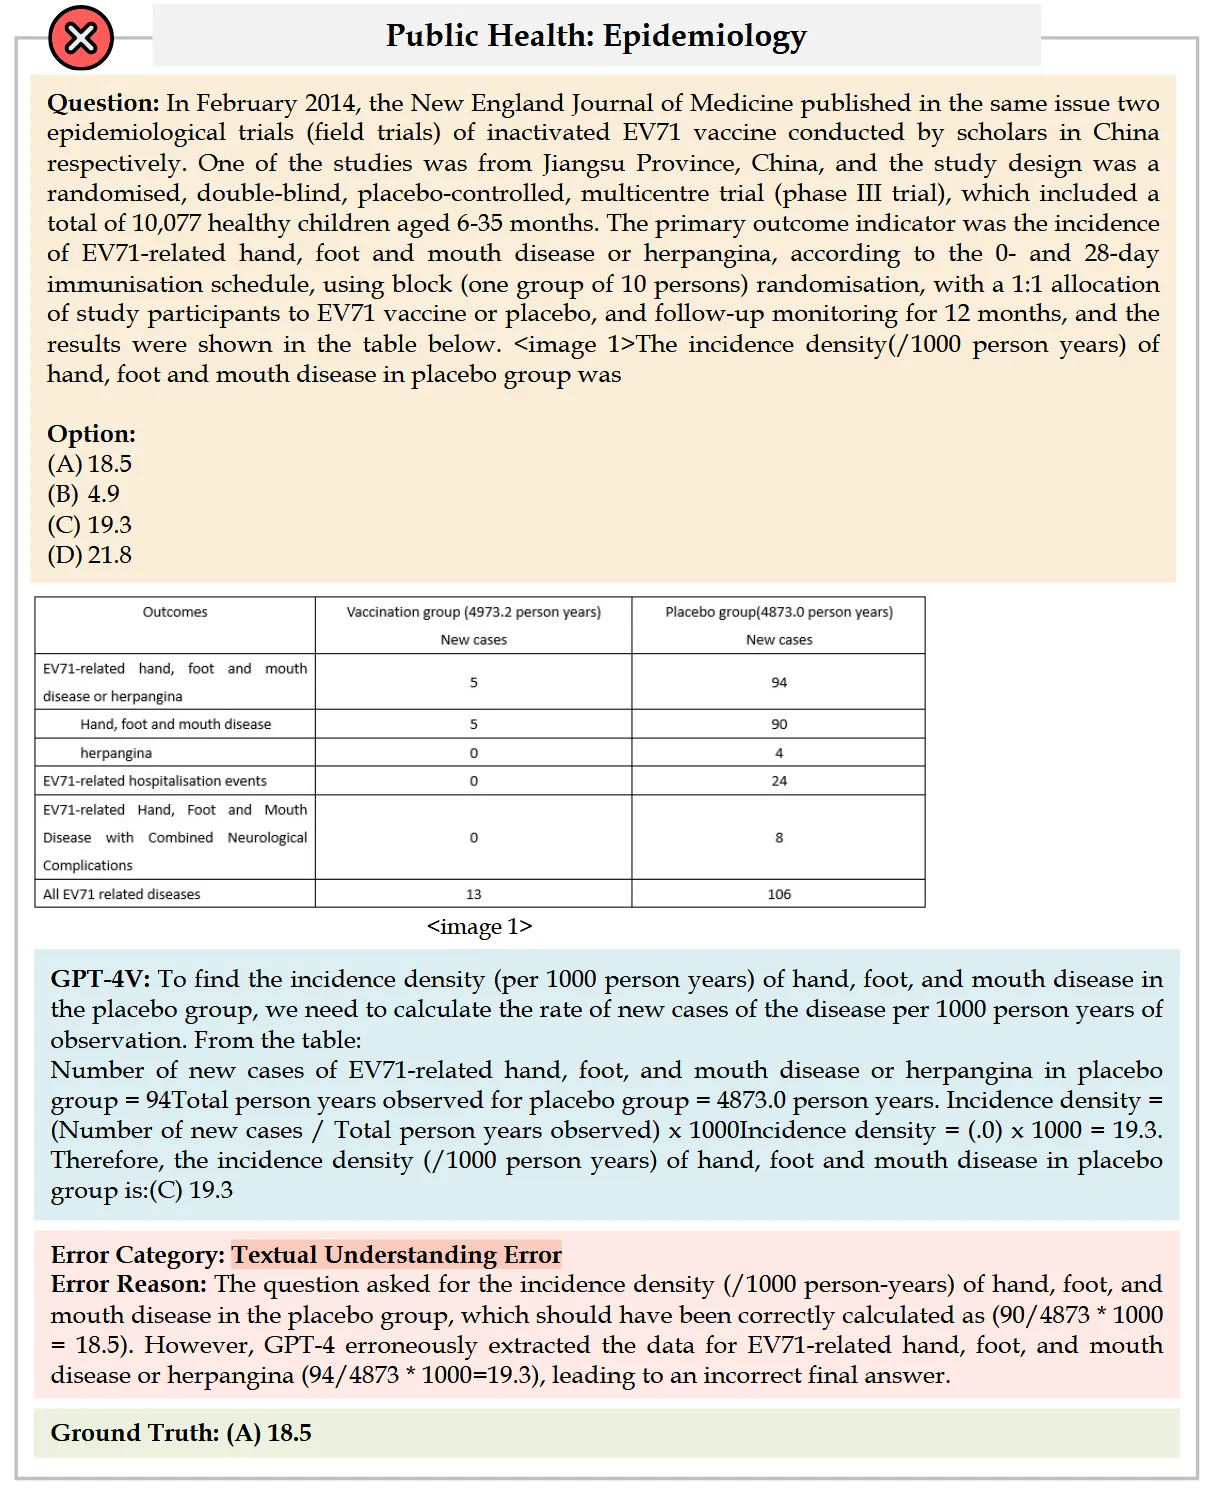 Public Health: Epidemiology
Question: In February 2014, the New England Journal of Medicine published in the same issue two
epidemiological trials (field trials) of inactivated EV71 vaccine conducted by scholars in China
respectively. One of the studies was from Jiangsu Province, China, and the study design was a
randomised, double-blind, placebo-controlled, multicentre trial (phase III trial), which included a
total of 10,077 healthy children aged 6-35 months. The primary outcome indicator was the incidence
of EV71-related hand, foot and mouth disease or herpangina, according to the 0- and 28-day
immunisation schedule, using block (one group of 10 persons) randomisation, with a 1:1 allocation
of study participants to EV71 vaccine or placebo, and follow-up monitoring for 12 months, and the
results were shown in the table below. <image 1>The incidence density(/1000 person years) of
hand, foot and mouth disease in placebo group was
Option:
(A) 18.5
(B) 4.9
(C) 19.3
(D) 21.8
Outcomes
Vaccination group (4973.2 person years)
New cases
Placebo group(4873.0 person years)
New cases
EV71-related hand, foot and mouth
disease or herpangina
5
94
Hand, foot and mouth disease
5
90
herpangina
0
4
EV71-related hospitalisation events
0
24
EV71-related Hand, Foot and Mouth
Disease with Combined Neurological
Complications
0
8
All EV71 related diseases
13
106
<image 1>
GPT-4V: To find the incidence density (per 1000 person years) of hand, foot, and mouth disease in
the placebo group, we need to calculate the rate of new cases of the disease per 1000 person years of
observation. From the table:
Number of new cases of EV71-related hand, foot, and mouth disease or herpangina in placebo
group = 94Total person years observed for placebo group = 4873.0 person years. Incidence density =
(Number of new cases / Total person years observed) x 1000Incidence density = (.0) x 1000 = 19.3.
Therefore, the incidence density (/1000 person years) of hand, foot and mouth disease in placebo
group is:(C) 19.3
Error Category: Textual Understanding Error
Error Reason: The question asked for the incidence density (/1000 person-years) of hand, foot, and
mouth disease in the placebo group, which should have been correctly calculated as (90/4873 * 1000
= 18.5). However, GPT-4 erroneously extracted the data for EV71-related hand, foot, and mouth
disease or herpangina (94/4873 * 1000=19.3), leading to an incorrect final answer.
Ground Truth: (A) 18.5